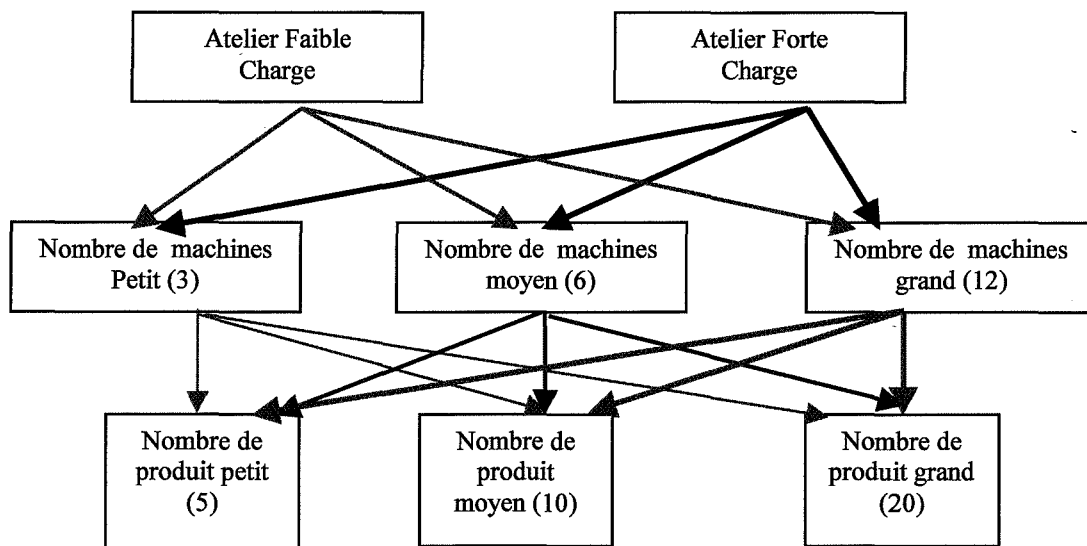 Atelier Faible
Charge
Atelier Forte
Charge
Nombre de machines
Petit (3)
Nombre de machines
moyen (6)
Nombre de machines
grand (12)
Nombre de
produit petit
(5)
Nombre de
produit
moyen (10)
Nombre de
produit grand
(20)